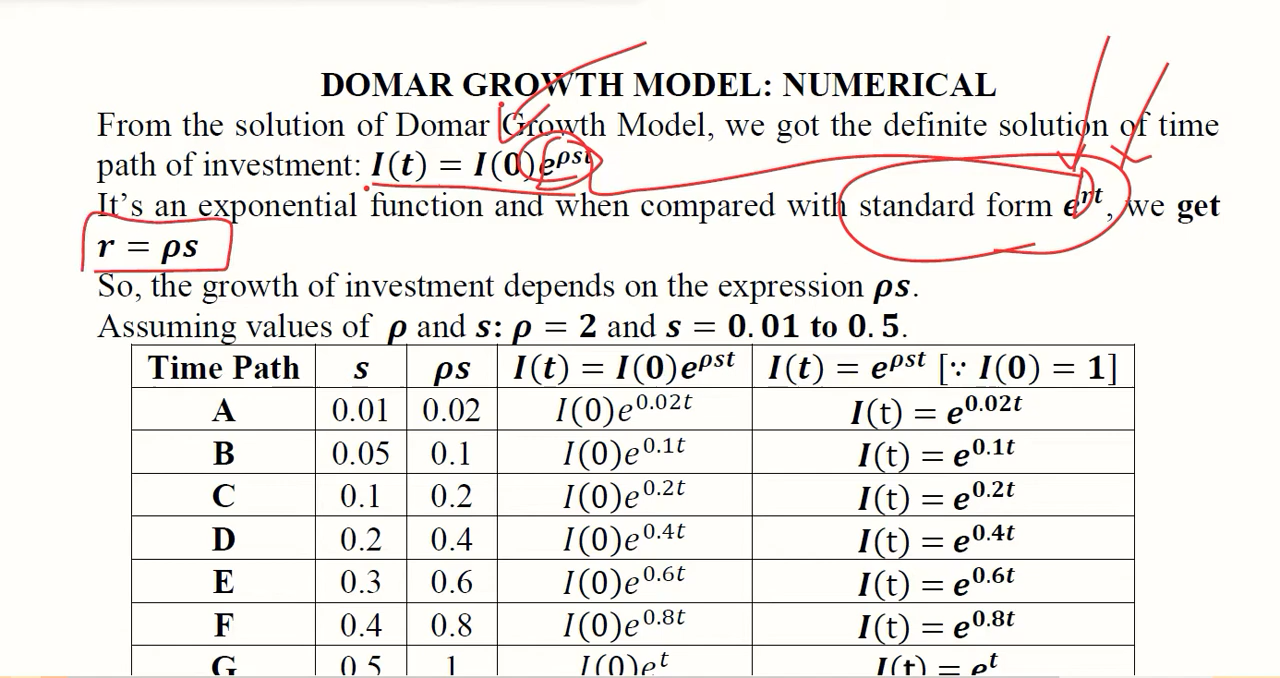 DOMAR GROWTH MODEL: NUMERICAL
From the solution of Domar Growth Model, we got the definite solution of time
path of investment: I(t) = I(0)e^{ρst}
It's an exponential function and when compared with standard form e^{rt}, we get
r = ρs
So, the growth of investment depends on the expression ρs.
Assuming values of ρ and s: ρ = 2 and s = 0.01 to 0.5.
Time Path s ρs I(t) = I(0)e^{ρst} I(t) = e^{ρst} [∵ I(0) = 1]
A 0.01 0.02 I(0)e^{0.02t} I(t) = e^{0.02t}
B 0.05 0.1 I(0)e^{0.1t} I(t) = e^{0.1t}
C 0.1 0.2 I(0)e^{0.2t} I(t) = e^{0.2t}
D 0.2 0.4 I(0)e^{0.4t} I(t) = e^{0.4t}
E 0.3 0.6 I(0)e^{0.6t} I(t) = e^{0.6t}
F 0.4 0.8 I(0)e^{0.8t} I(t) = e^{0.8t}
G 0.5 1 I(0)e^{t} I(t) = e^{t}